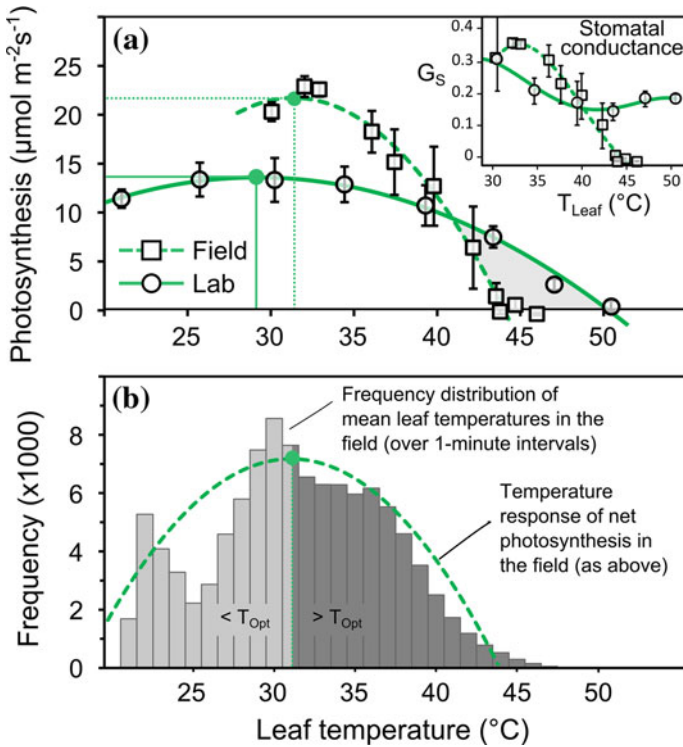 (a)
Photosynthesis (µmol m⁻²s⁻¹)
25
20
15
10
5
0
Field
Lab
25 30 35 40 45 50
Stomatal
conductance
G_S
0.4
0.3
0.2
0.1
0
30 35 40 45 50
T_Leaf (°C)
(b)
Frequency (x1000)
8
6
4
2
0
Frequency distribution of
mean leaf temperatures in the
field (over 1-minute intervals)
Temperature
response of net
photosynthesis in
the field (as above)
< T_Opt > T_Opt
25 30 35 40 45 50
Leaf temperature (°C)